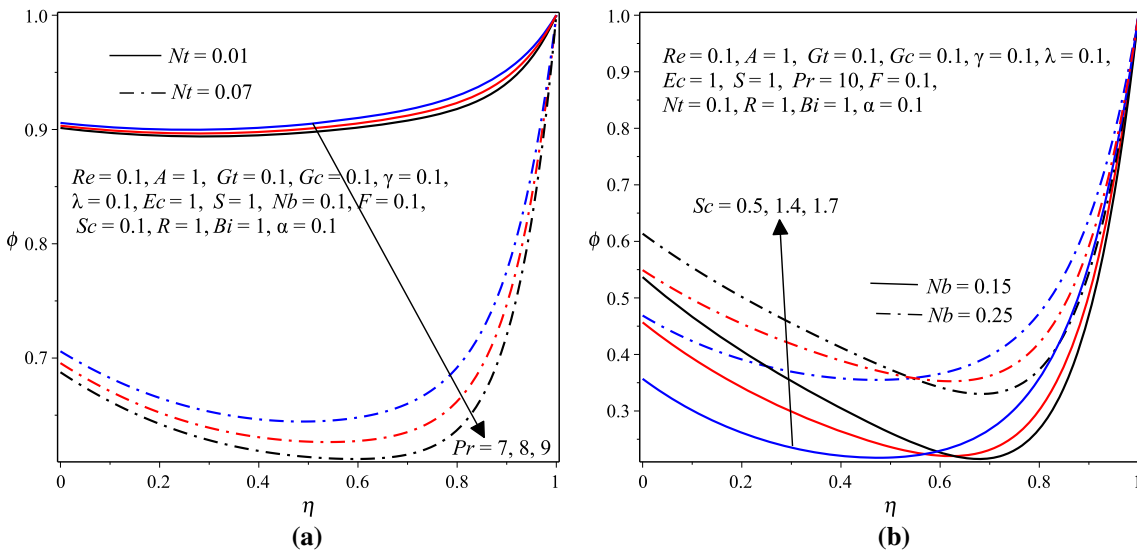 1.0
0.9
0.8
0.7
ϕ
Nt = 0.01
Nt = 0.07
Re = 0.1, A = 1, Gt = 0.1, Gc = 0.1, γ = 0.1,
λ = 0.1, Ec = 1, S = 1, Nb = 0.1, F = 0.1,
Sc = 0.1, R = 1, Bi = 1, α = 0.1
Pr = 7, 8, 9
0 0.2 0.4 0.6 0.8 1
η
(a)
1.0
0.9
0.8
0.7
0.6
0.5
0.4
0.3
ϕ
Re = 0.1, A = 1, Gt = 0.1, Gc = 0.1, γ = 0.1, λ = 0.1,
Ec = 1, S = 1, Pr = 10, F = 0.1,
Nt = 0.1, R = 1, Bi = 1, α = 0.1
Sc = 0.5, 1.4, 1.7
Nb = 0.15
Nb = 0.25
0 0.2 0.4 0.6 0.8 1
η
(b)